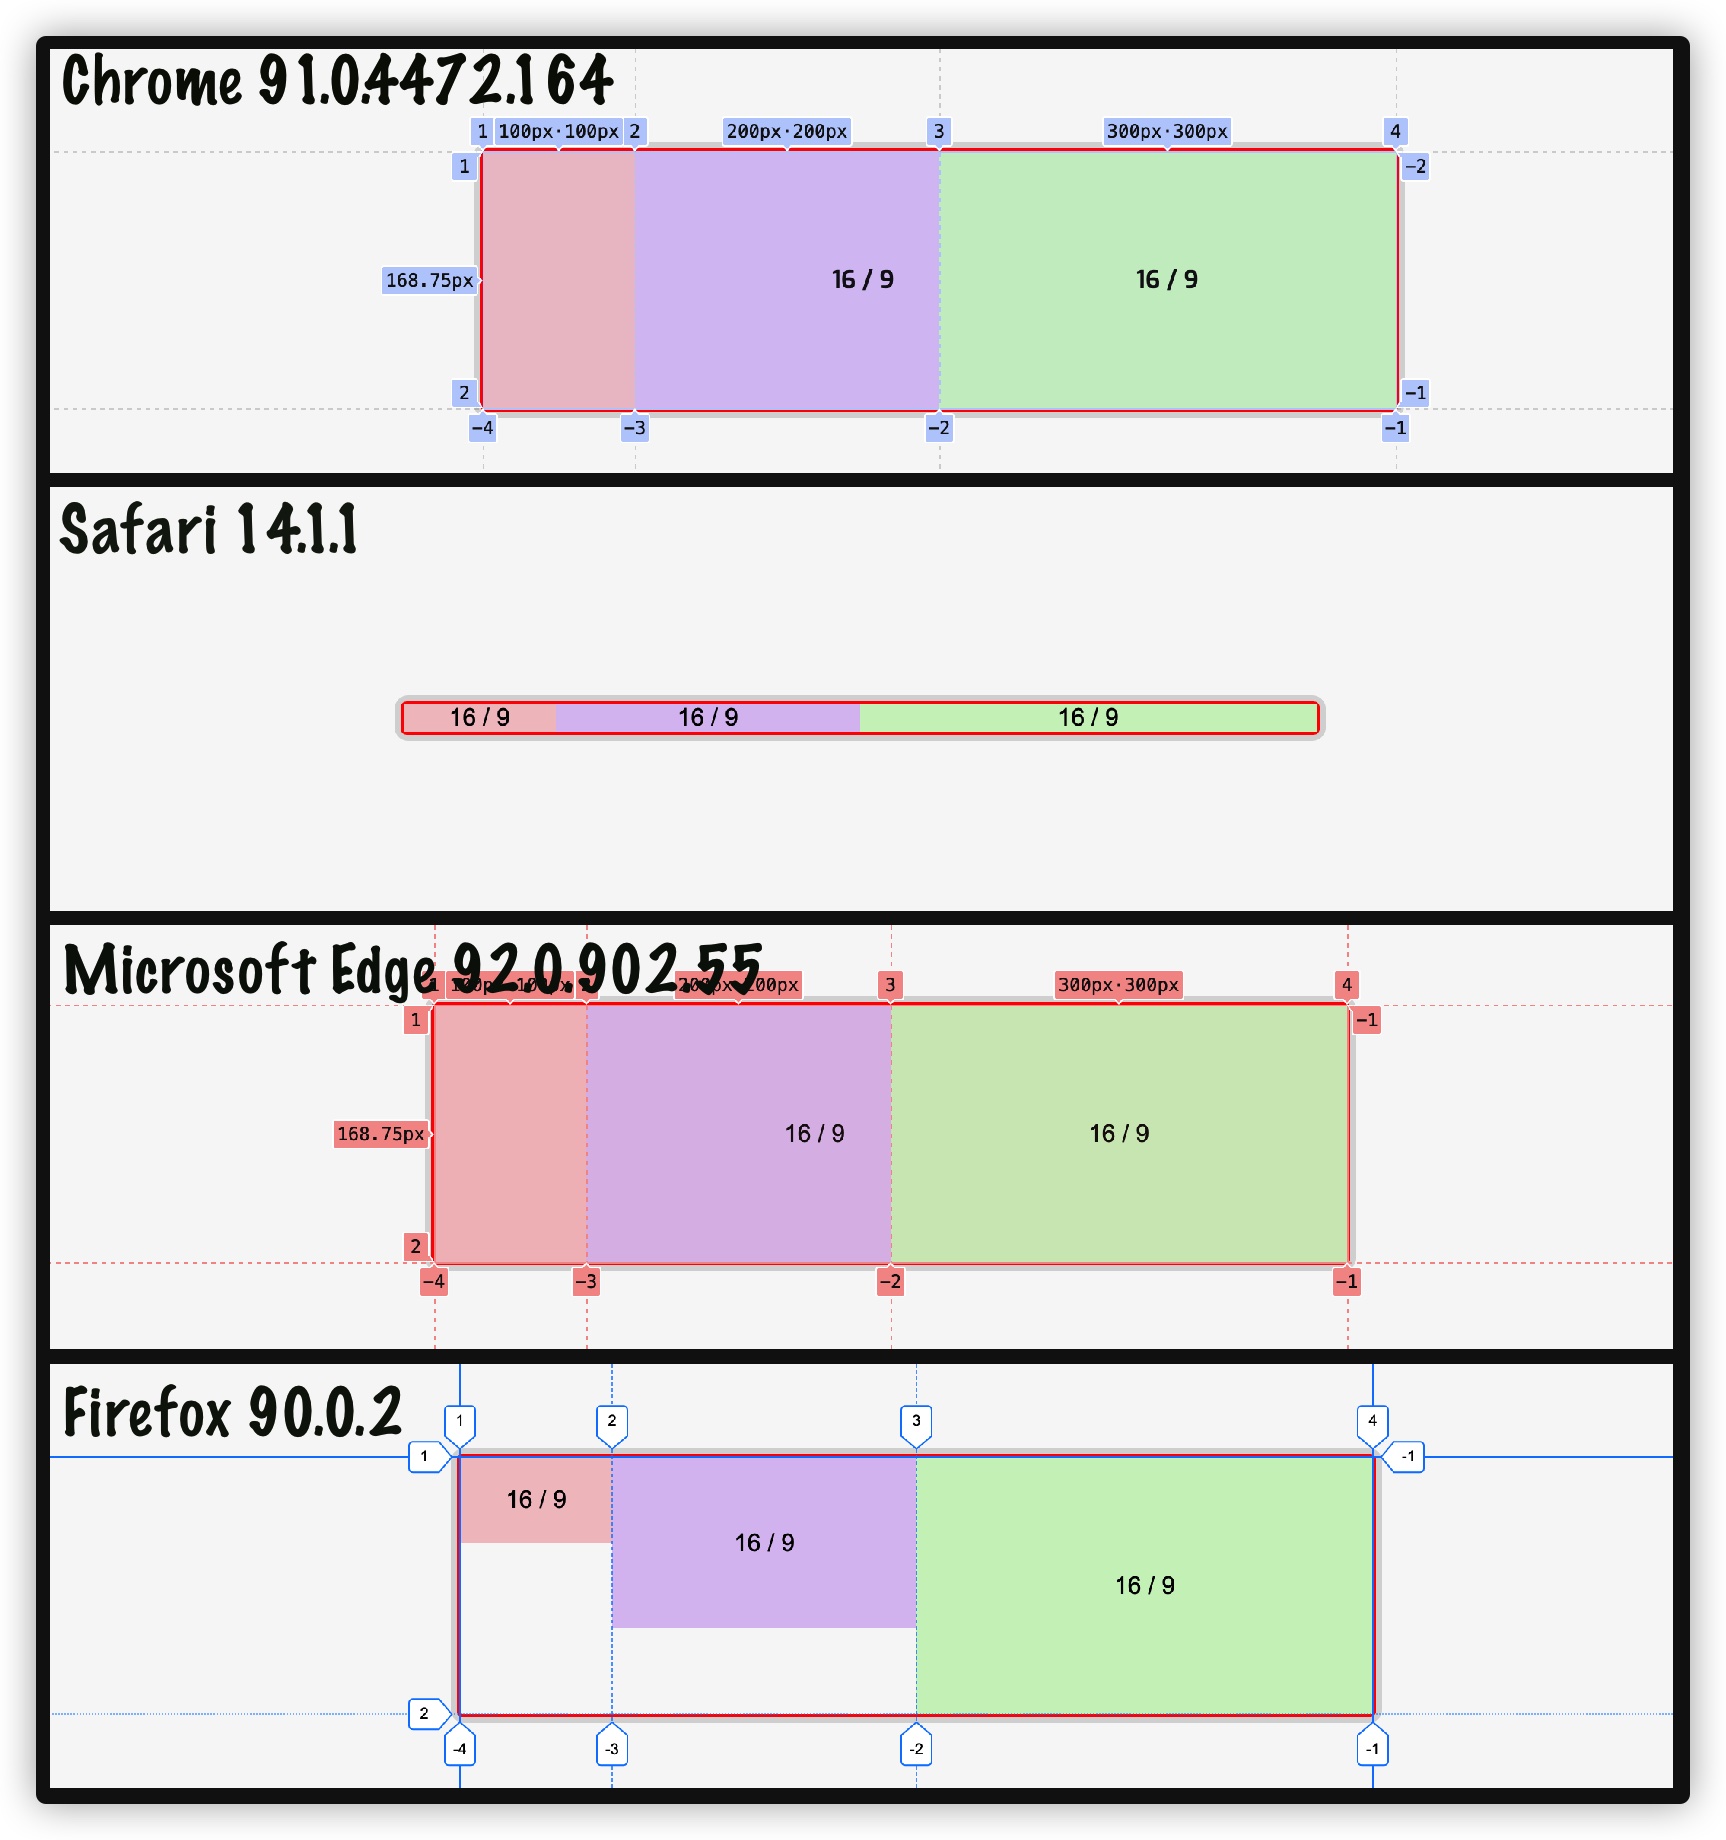 Chrome 91.0.4472.164
1 100px·100px 2 200px·200px 3 300px·300px 4
1 −2
168.75px 16 / 9 16 / 9
2 −1
−4 −3 −2 −1
Safari 14.1.1
16 / 9 16 / 9 16 / 9
Microsoft Edge 92.0.902.55
1 100px·100px 2 200px·200px 3 300px·300px 4
1 −1
168.75px 16 / 9 16 / 9
2
−4 −3 −2 −1
Firefox 90.0.2
1 2 3 4
1 -1
16 / 9
16 / 9
16 / 9
2
-4 -3 -2 -1